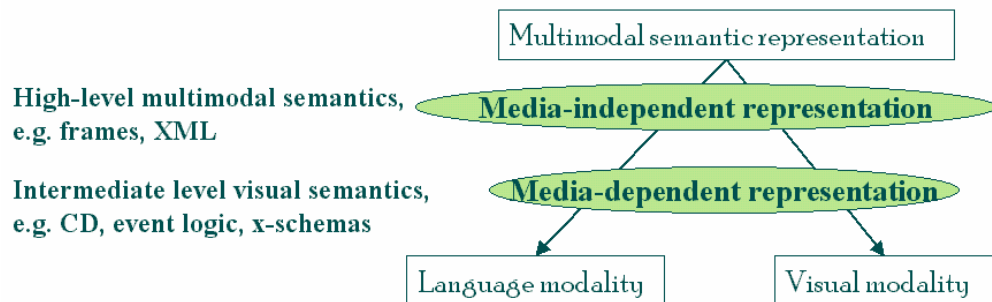 Multimodal semantic representation
High-level multimodal semantics,
e.g. frames, XML
Media-independent representation
Intermediate level visual semantics,
e.g. CD, event logic, x-schemas
Media-dependent representation
Language modality
Visual modality